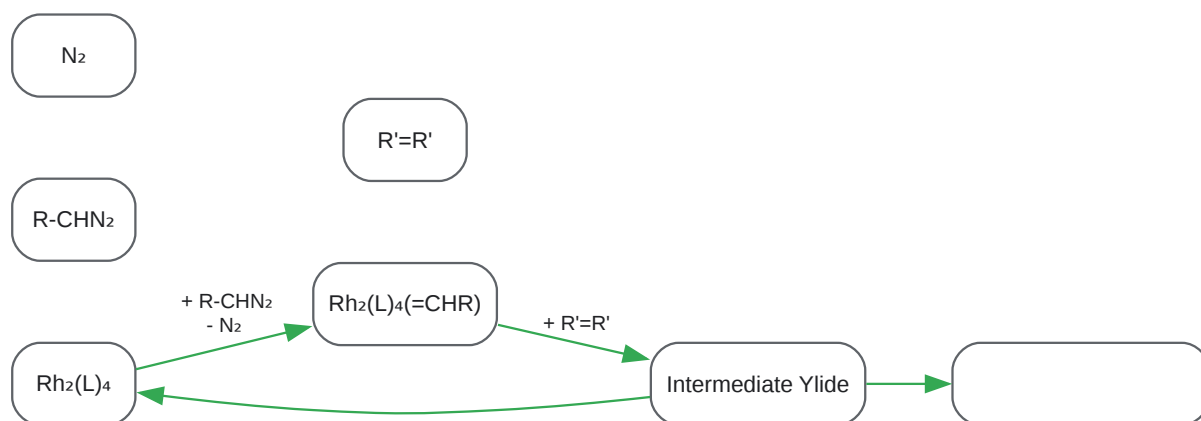 N₂
R'=R'
R-CHN₂
+ R-CHN₂
- N₂
Rh₂(L)₄(=CHR)
+ R'=R'
Rh₂(L)₄
Intermediate Ylide